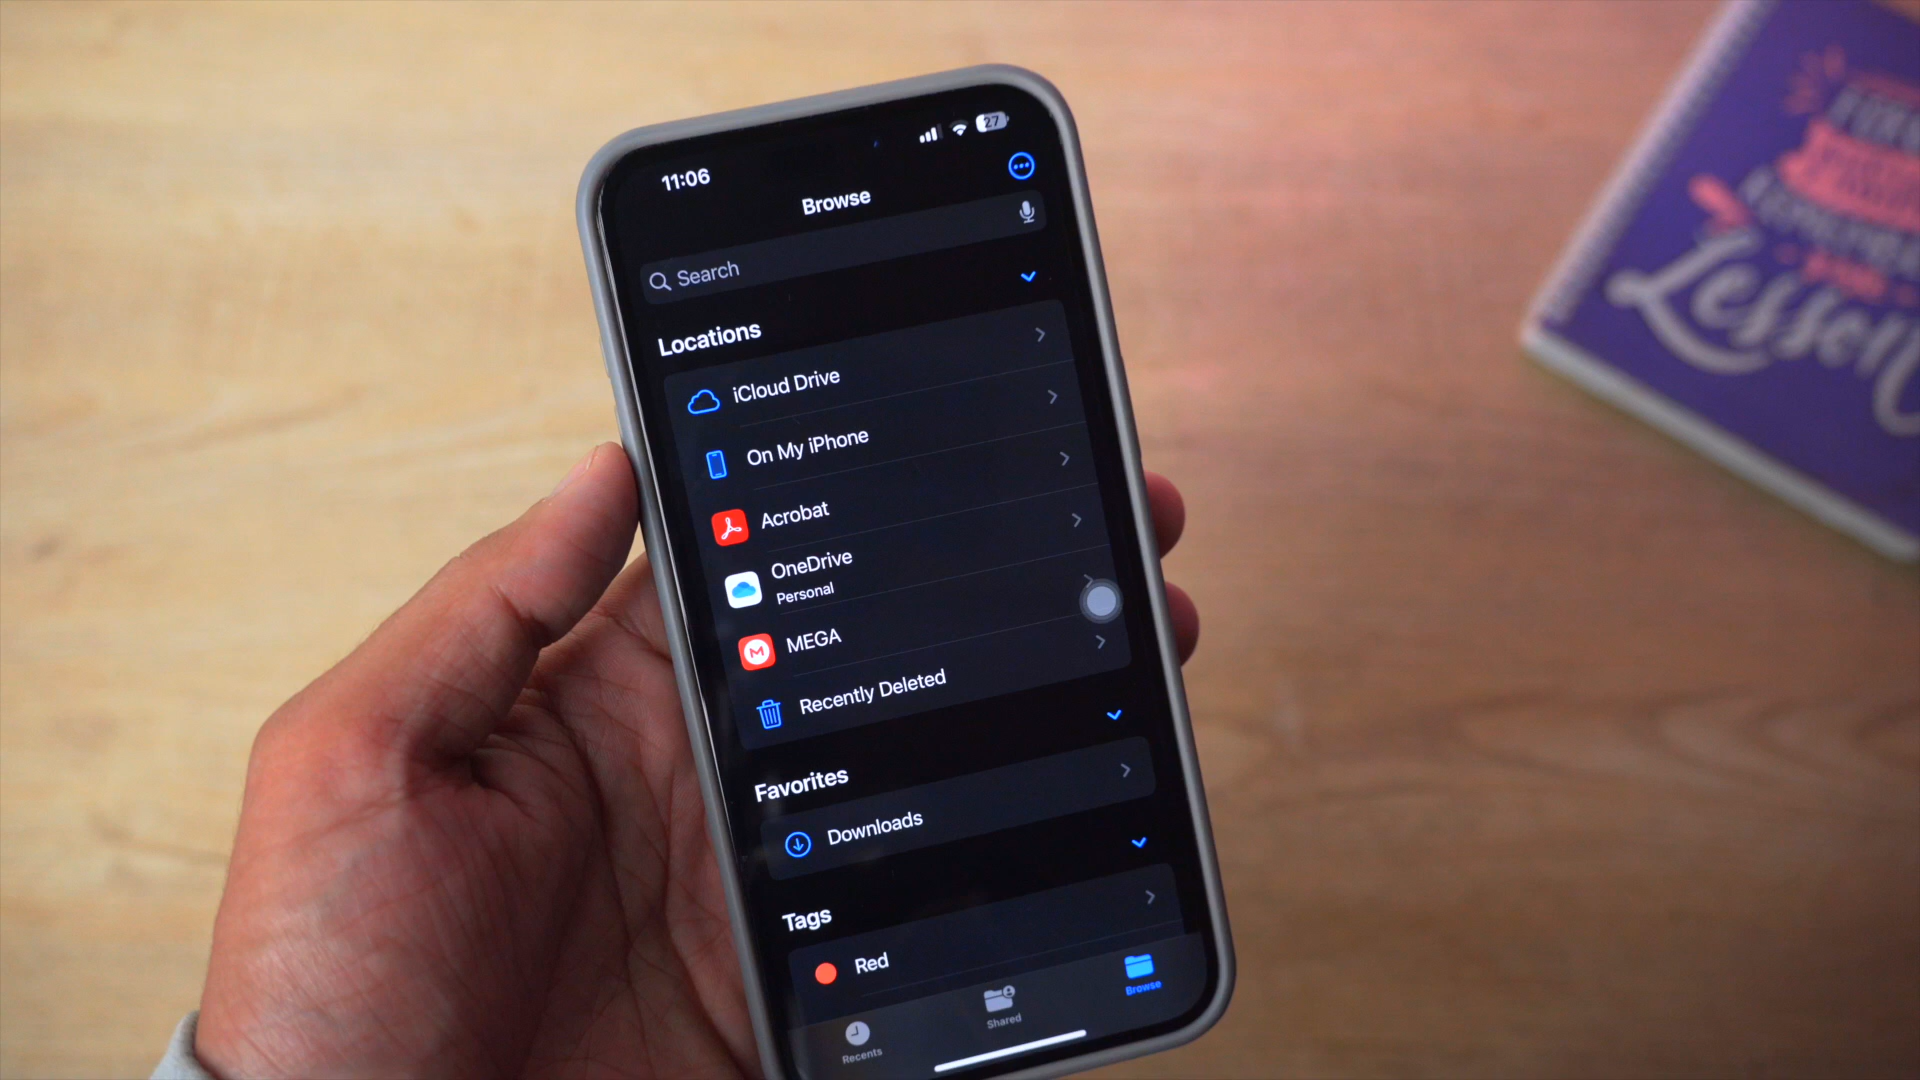 11:06
27
Browse
Search
Locations
iCloud Drive
On My iPhone
Acrobat
OneDrive
Personal
MEGA
Recently Deleted
Favorites
Downloads
Tags
Red
Recents
Shared
Browse
Lesson